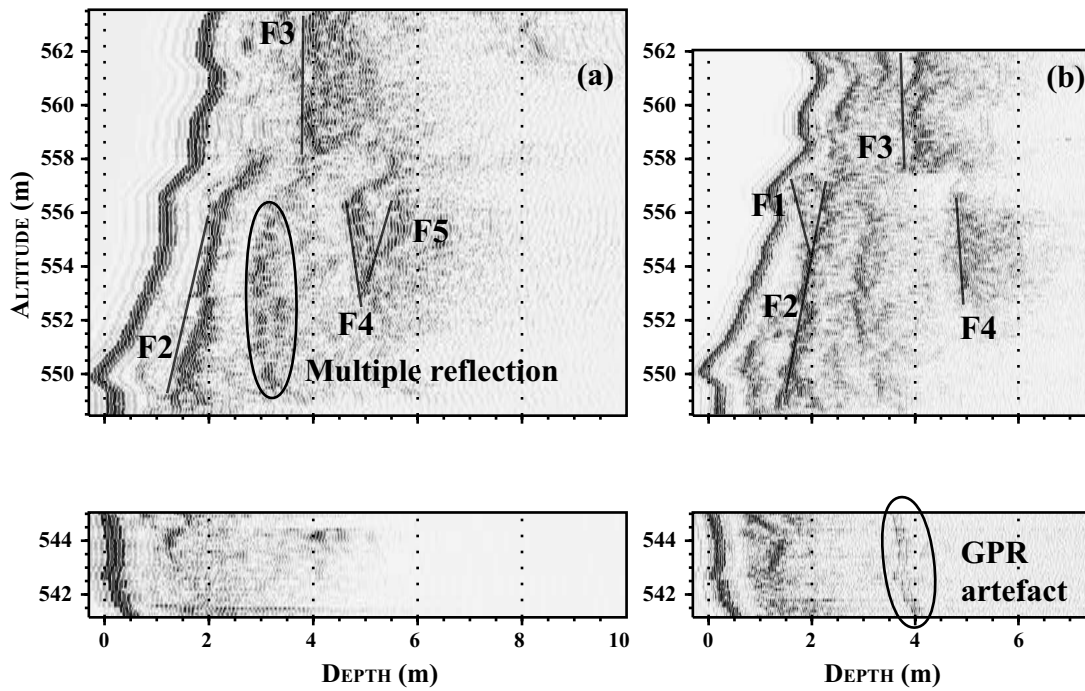 F3
(a)
562
560
558
556
554
552
550
ALTITUDE (m)
F2
F4
F5
Multiple reflection
562
560
558
556
554
552
550
(b)
F3
F1
F2
F4
544
542
0 2 4 6 8 10
DEPTH (m)
544
542
GPR
artefact
0 2 4 6
DEPTH (m)